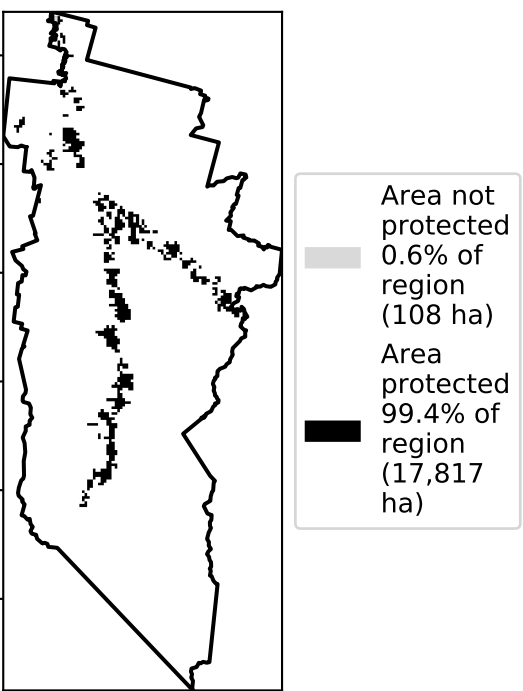 Area not
protected
0.6% of
region
(108 ha)
Area
protected
99.4% of
region
(17,817
ha)